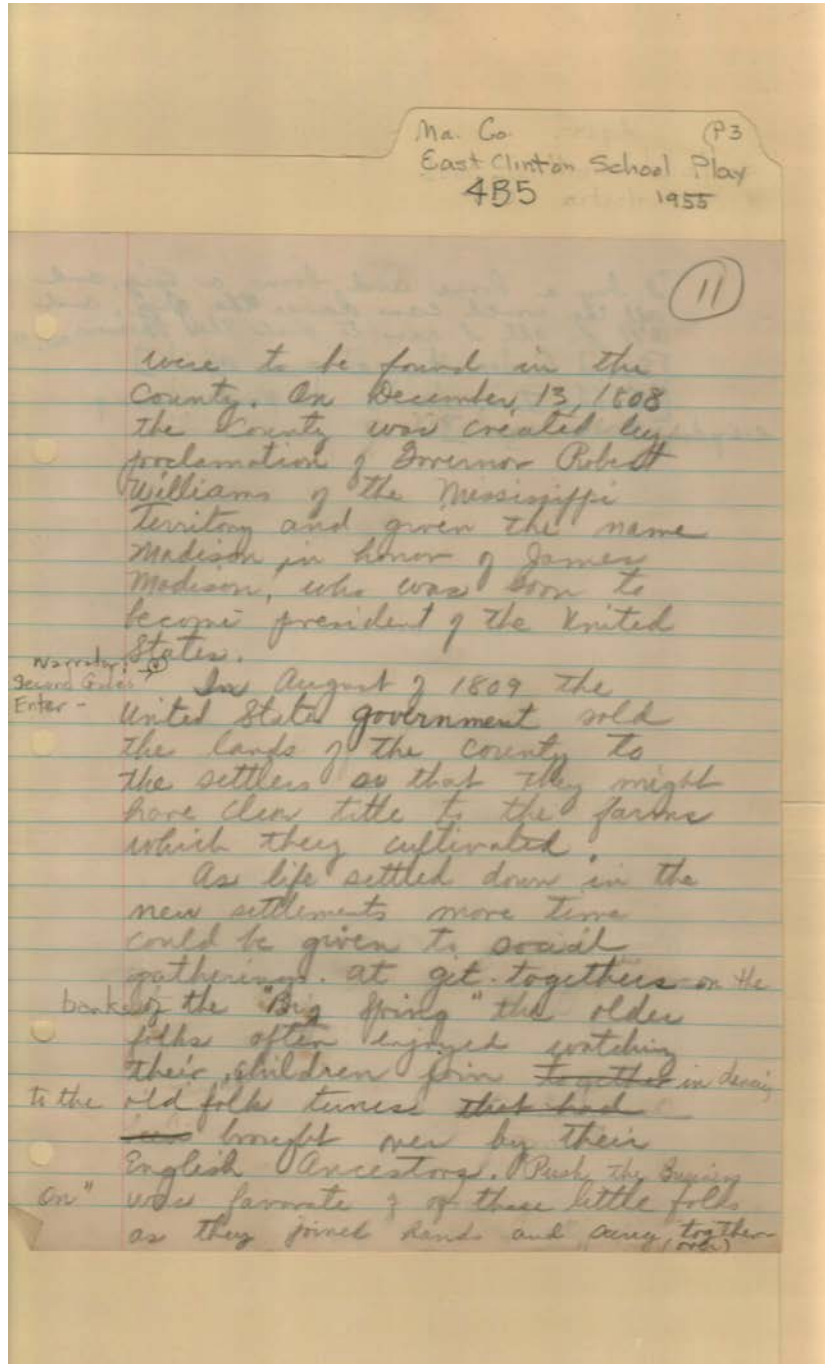 Ma. Co. P3
East Clinton School Play
4B5 1955
11
were to be found in the
County. On December, 13, 1808
the County was created by
proclamation of Governor Robert
Williams of the Mississippi
Territory and given the name
Madison, in honor of James
Madison, who was soon to
become president of the United
States.
Narrator:
Second Grades
Enter -
In August of 1809 the
United States government sold
the lands of the county to
the settlers so that they might
have clear title to the farms
which they cultivated.
As life settled down in the
new settlements more time
could be given to social
gatherings. at get-togethers on the
banks of the "Big Spring" the older
folks often enjoyed watching
their children join together in
to the old folk tunes that had
brought over by their
English Ancestors. "Push the Business
On" was favorate of of these little folks
as they joined hands and together
(over)